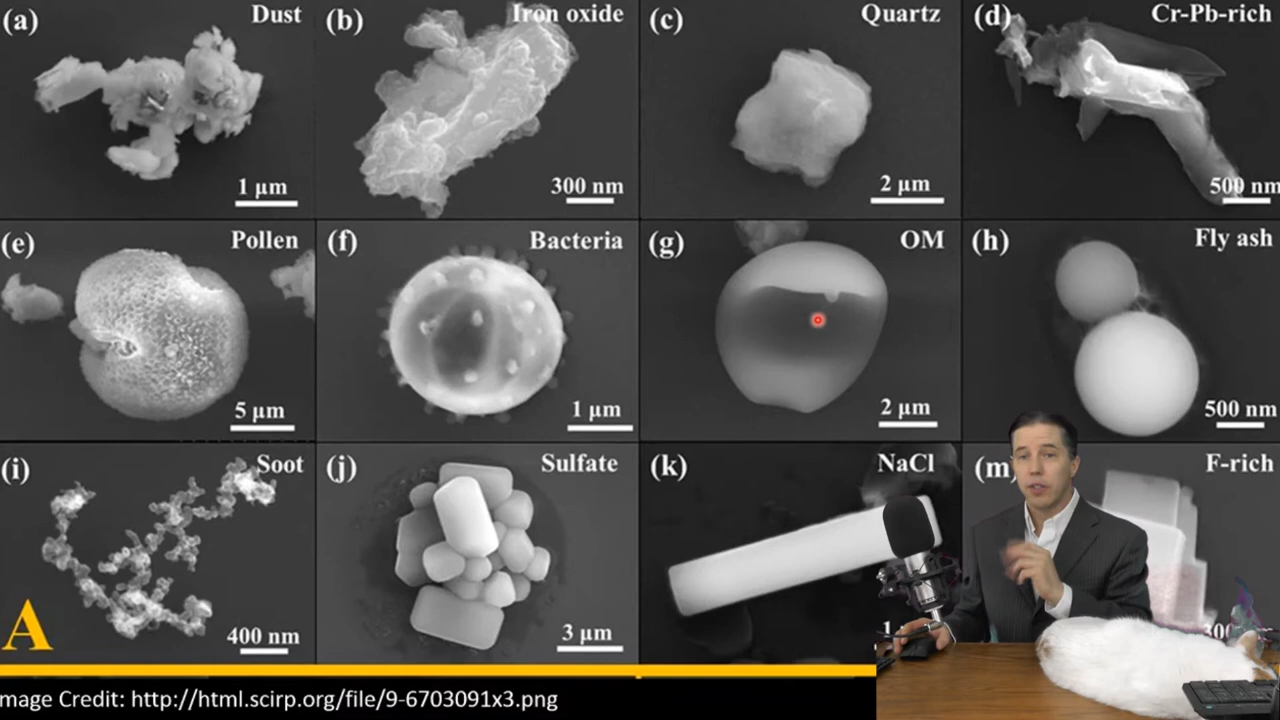 (a) Dust
1 µm
(b) Iron oxide
300 nm
(c) Quartz
2 µm
(d) Cr-Pb-rich
500 nm
(e) Pollen
5 µm
(f) Bacteria
1 µm
(g) OM
2 µm
(h) Fly ash
500 nm
(i) Soot
400 nm
A
(j) Sulfate
3 µm
(k) NaCl
(m) F-rich
mage Credit: http://html.scirp.org/file/9-6703091x3.png